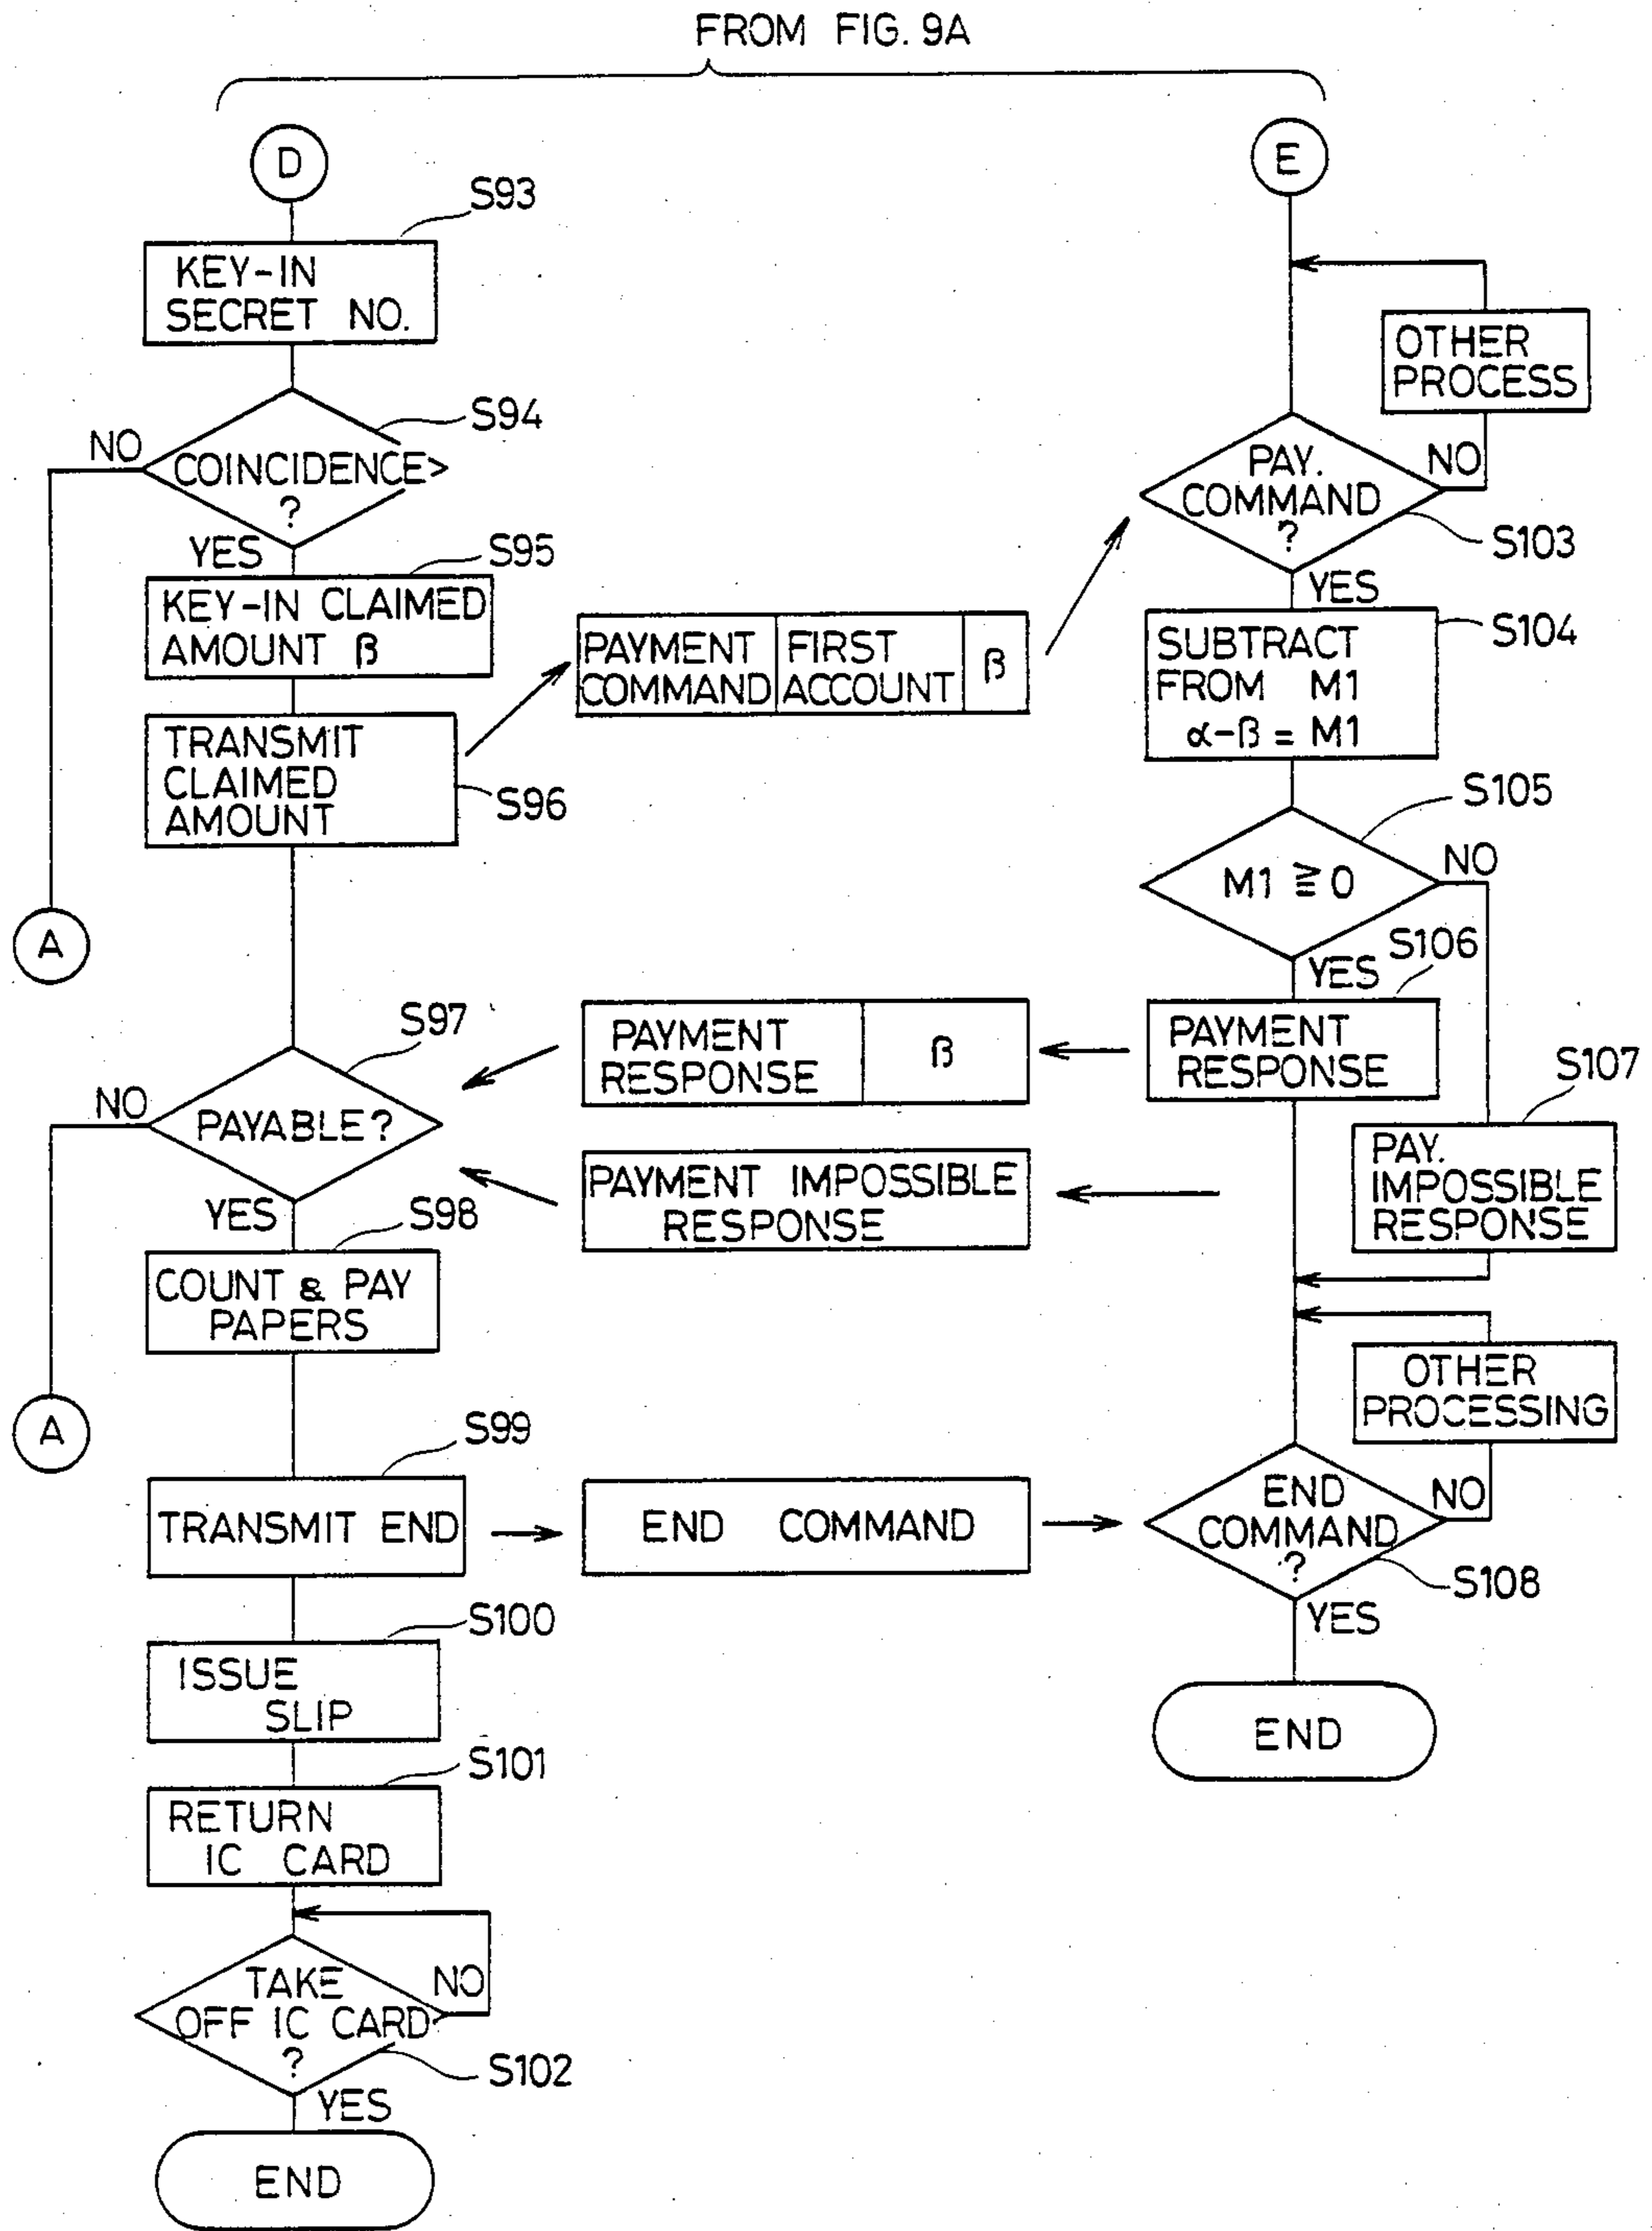 FROM FIG. 9A
D
S93
KEY-IN
SECRET NO.
S94
NO
COINCIDENCE
?
YES
S95
KEY-IN CLAIMED
AMOUNT β
TRANSMIT
CLAIMED
AMOUNT
S96
A
PAYMENT
COMMAND
FIRST
ACCOUNT
β
S97
NO
PAYABLE?
YES
PAYMENT
RESPONSE
β
PAYMENT IMPOSSIBLE
RESPONSE
S98
COUNT & PAY
PAPERS
A
S99
TRANSMIT END
END COMMAND
S100
ISSUE
SLIP
S101
RETURN
IC CARD
TAKE
OFF IC CARD
?
NO
S102
YES
END
E
OTHER
PROCESS
PAY.
COMMAND
?
NO
S103
YES
SUBTRACT
FROM M1
α-β = M1
S104
S105
M1 ≧ 0
NO
YES
S106
PAYMENT
RESPONSE
S107
PAY.
IMPOSSIBLE
RESPONSE
OTHER
PROCESSING
END
COMMAND
?
NO
S108
YES
END